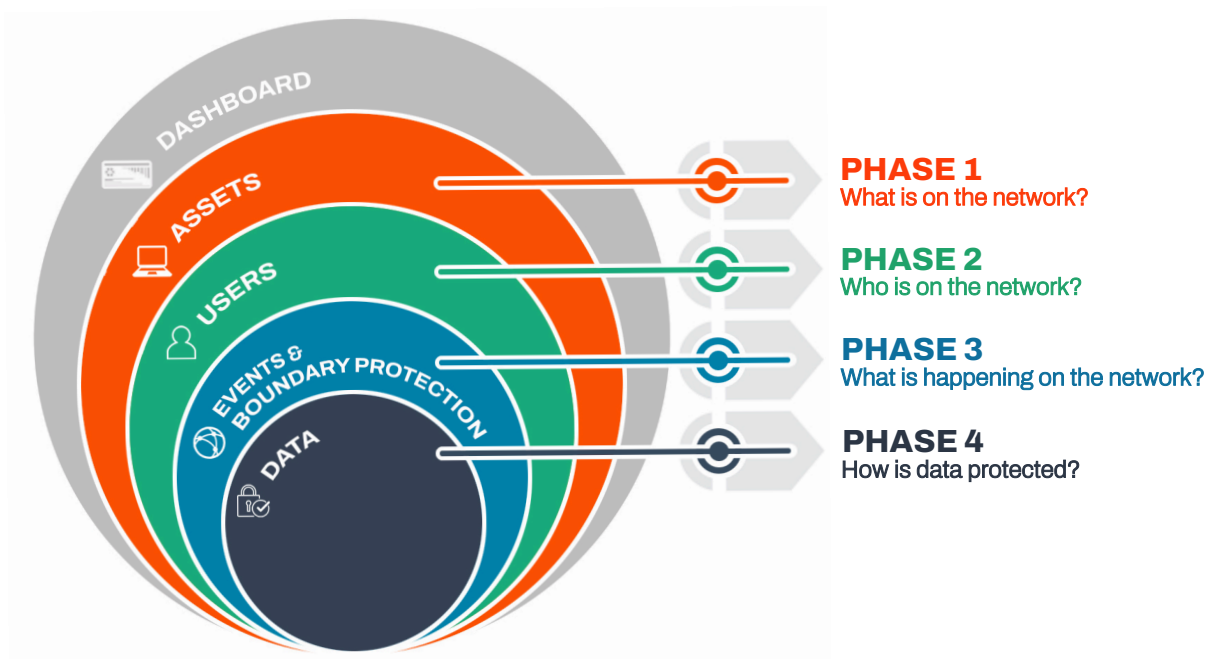 DASHBOARD
ASSETS
USERS
EVENTS &
BOUNDARY PROTECTION
DATA
PHASE 1
What is on the network?
PHASE 2
Who is on the network?
PHASE 3
What is happening on the network?
PHASE 4
How is data protected?